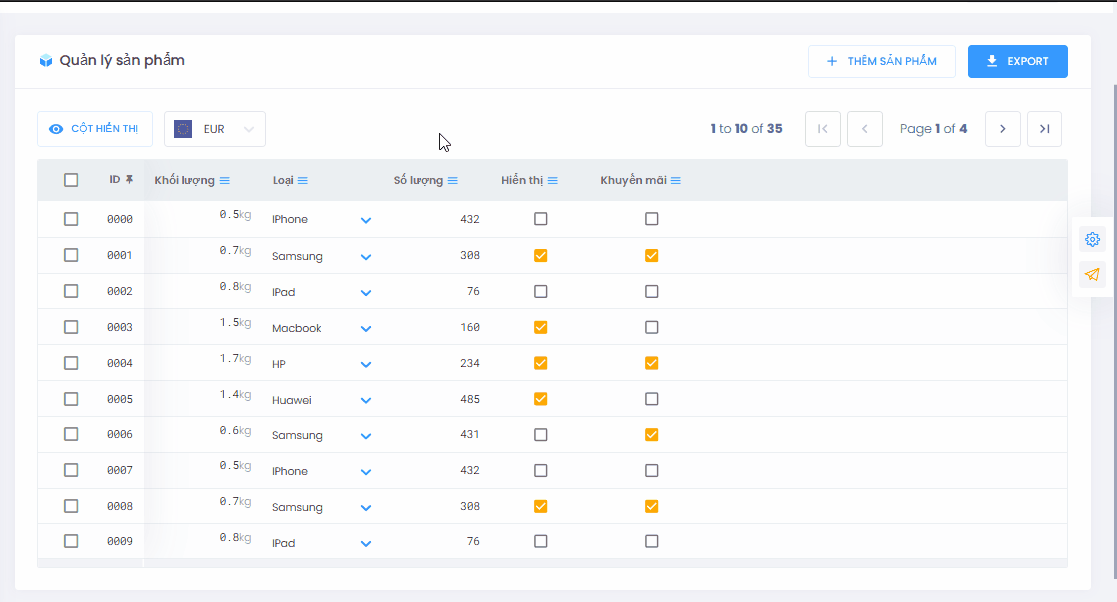 Quản lý sản phẩm
THÊM SẢN PHẨM
EXPORT
CỘT HIỂN THỊ
EUR
1 to 10 of 35
Page 1 of 4
ID Khối lượng Loại Số lượng Hiển thị Khuyến mãi
0000 0.5kg IPhone 432
0001 0.7kg Samsung 308
0002 0.8kg IPad 76
0003 1.5kg Macbook 160
0004 1.7kg HP 234
0005 1.4kg Huawei 485
0006 0.6kg Samsung 431
0007 0.5kg IPhone 432
0008 0.7kg Samsung 308
0009 0.8kg IPad 76